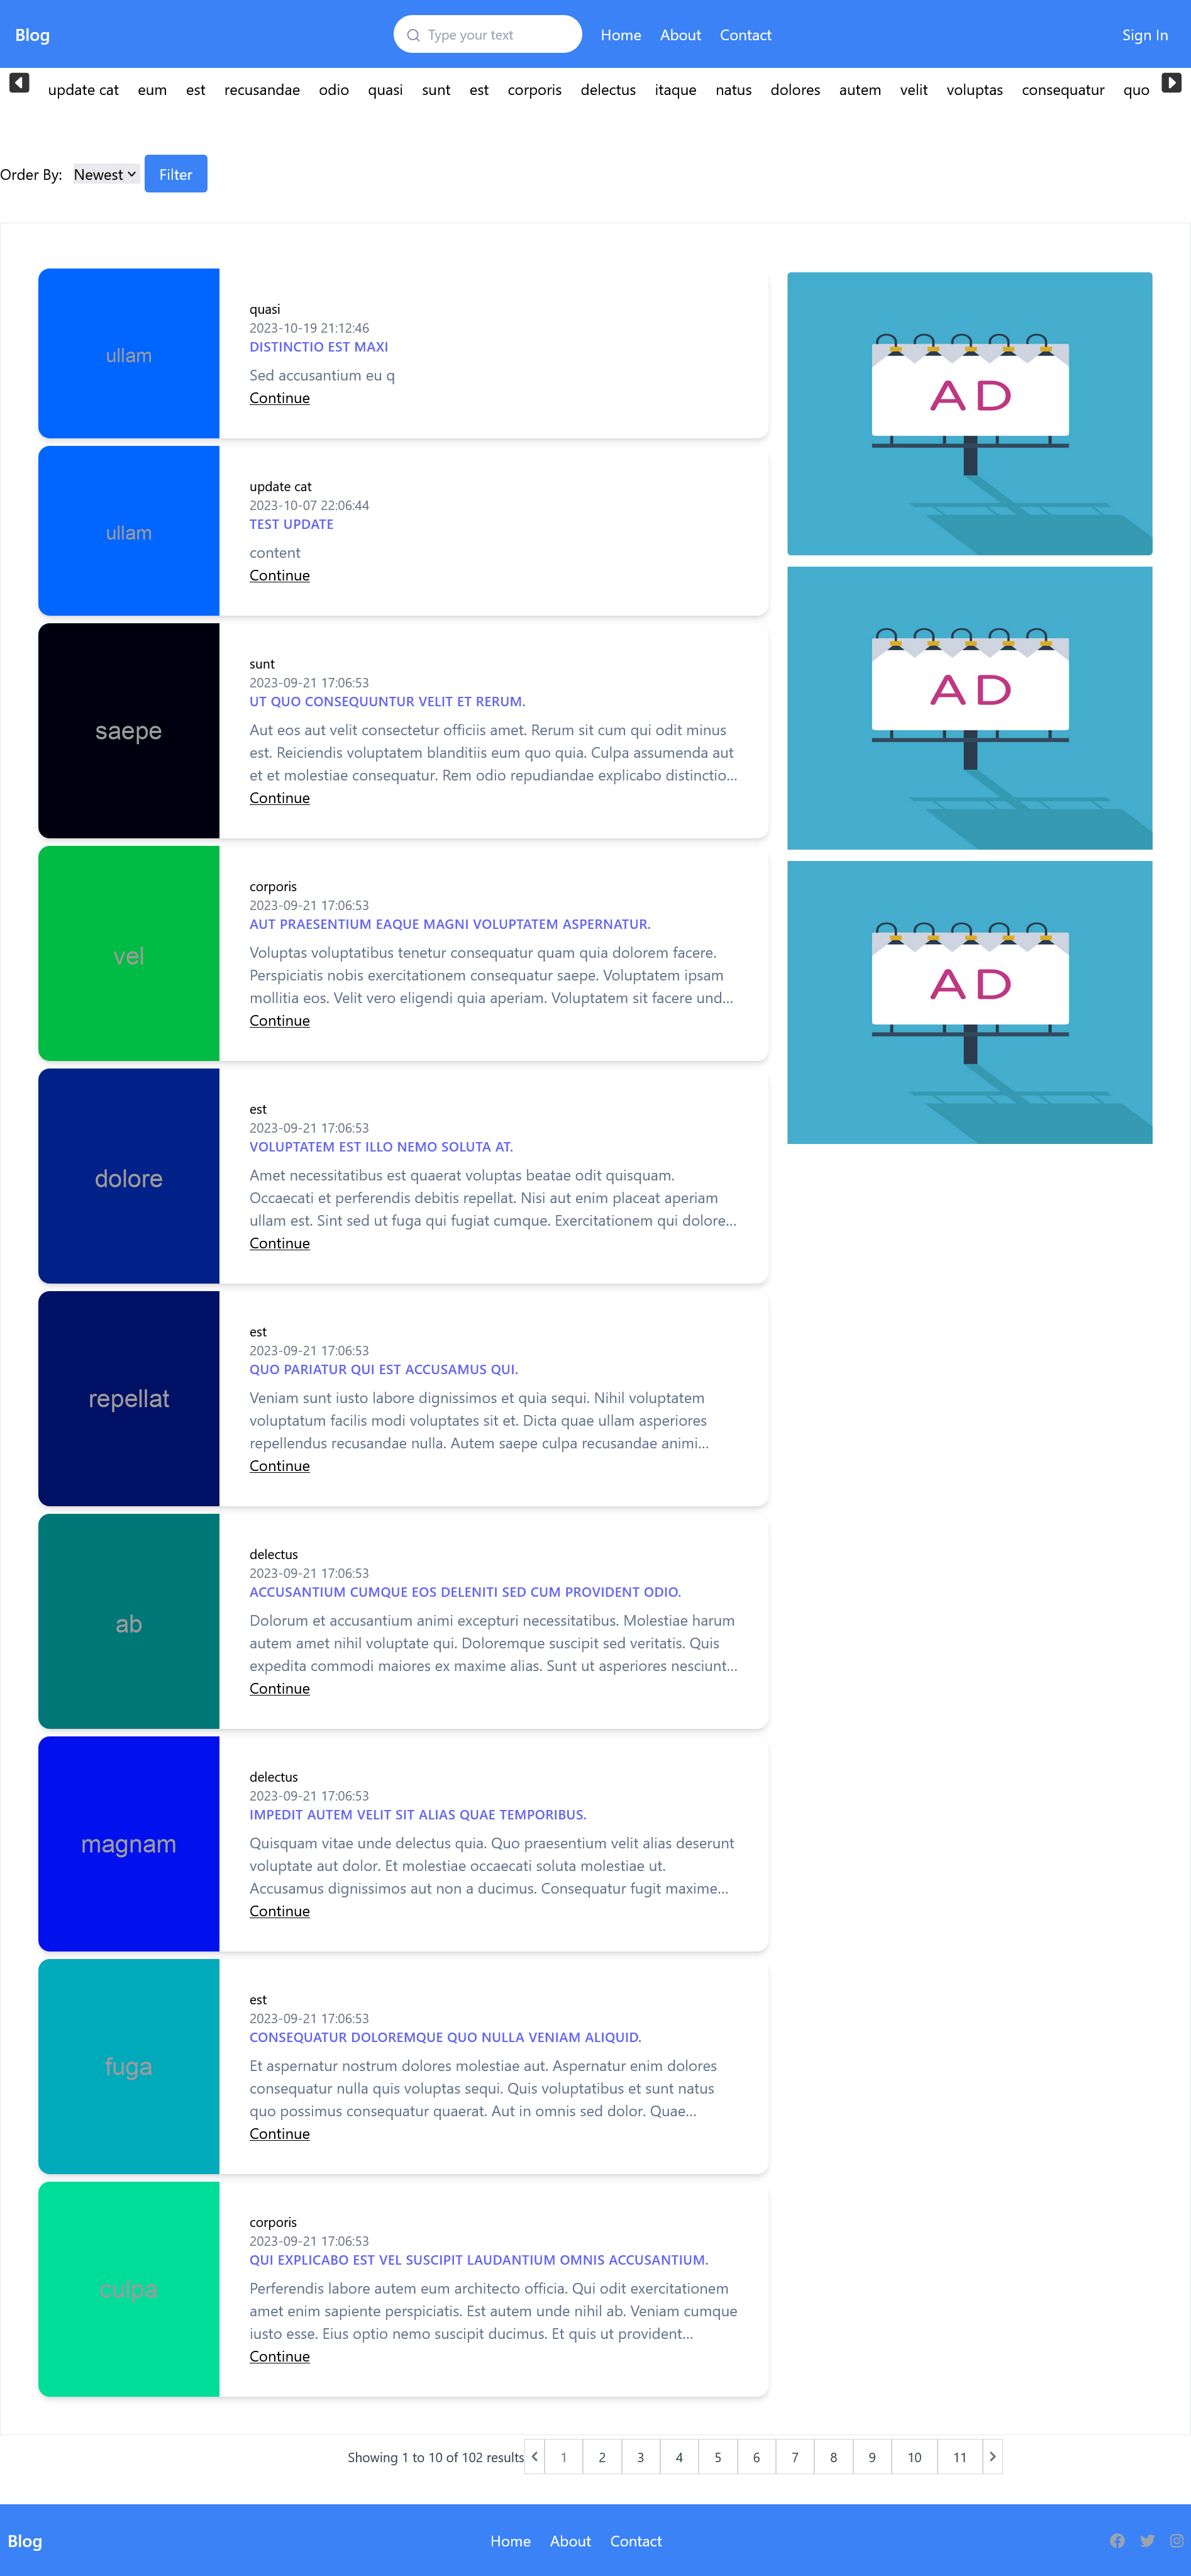 Blog
Type your text
Home About Contact
Sign In
update cat eum est recusandae odio quasi sunt est corporis delectus itaque natus dolores autem velit voluptas consequatur quo
Order By: Newest Filter
ullam
quasi
2023-10-19 21:12:46
DISTINCTIO EST MAXI
Sed accusantium eu q
Continue
ullam
update cat
2023-10-07 22:06:44
TEST UPDATE
content
Continue
saepe
sunt
2023-09-21 17:06:53
UT QUO CONSEQUUNTUR VELIT ET RERUM.
Aut eos aut velit consectetur officiis amet. Rerum sit cum qui odit minus
est. Reiciendis voluptatem blanditiis eum quo quia. Culpa assumenda aut
et et molestiae consequatur. Rem odio repudiandae explicabo distinctio...
Continue
vel
corporis
2023-09-21 17:06:53
AUT PRAESENTIUM EAQUE MAGNI VOLUPTATEM ASPERNATUR.
Voluptas voluptatibus tenetur consequatur quam quia dolorem facere.
Perspiciatis nobis exercitationem consequatur saepe. Voluptatem ipsam
mollitia eos. Velit vero eligendi quia aperiam. Voluptatem sit facere und...
Continue
dolore
est
2023-09-21 17:06:53
VOLUPTATEM EST ILLO NEMO SOLUTA AT.
Amet necessitatibus est quaerat voluptas beatae odit quisquam.
Occaecati et perferendis debitis repellat. Nisi aut enim placeat aperiam
ullam est. Sint sed ut fuga qui fugiat cumque. Exercitationem qui dolore...
Continue
repellat
est
2023-09-21 17:06:53
QUO PARIATUR QUI EST ACCUSAMUS QUI.
Veniam sunt iusto labore dignissimos et quia sequi. Nihil voluptatem
voluptatum facilis modi voluptates sit et. Dicta quae ullam asperiores
repellendus recusandae nulla. Autem saepe culpa recusandae animi...
Continue
ab
delectus
2023-09-21 17:06:53
ACCUSANTIUM CUMQUE EOS DELENITI SED CUM PROVIDENT ODIO.
Dolorum et accusantium animi excepturi necessitatibus. Molestiae harum
autem amet nihil voluptate qui. Doloremque suscipit sed veritatis. Quis
expedita commodi maiores ex maxime alias. Sunt ut asperiores nesciunt...
Continue
magnam
delectus
2023-09-21 17:06:53
IMPEDIT AUTEM VELIT SIT ALIAS QUAE TEMPORIBUS.
Quisquam vitae unde delectus quia. Quo praesentium velit alias deserunt
voluptate aut dolor. Et molestiae occaecati soluta molestiae ut.
Accusamus dignissimos aut non a ducimus. Consequatur fugit maxime...
Continue
fuga
est
2023-09-21 17:06:53
CONSEQUATUR DOLOREMQUE QUO NULLA VENIAM ALIQUID.
Et aspernatur nostrum dolores molestiae aut. Aspernatur enim dolores
consequatur nulla quis voluptas sequi. Quis voluptatibus et sunt natus
quo possimus consequatur quaerat. Aut in omnis sed dolor. Quae...
Continue
culpa
corporis
2023-09-21 17:06:53
QUI EXPLICABO EST VEL SUSCIPIT LAUDANTIUM OMNIS ACCUSANTIUM.
Perferendis labore autem eum architecto officia. Qui odit exercitationem
amet enim sapiente perspiciatis. Est autem unde nihil ab. Veniam cumque
iusto esse. Eius optio nemo suscipit ducimus. Et quis ut provident...
Continue
AD
AD
AD
Showing 1 to 10 of 102 results 1 2 3 4 5 6 7 8 9 10 11
Blog
Home About Contact